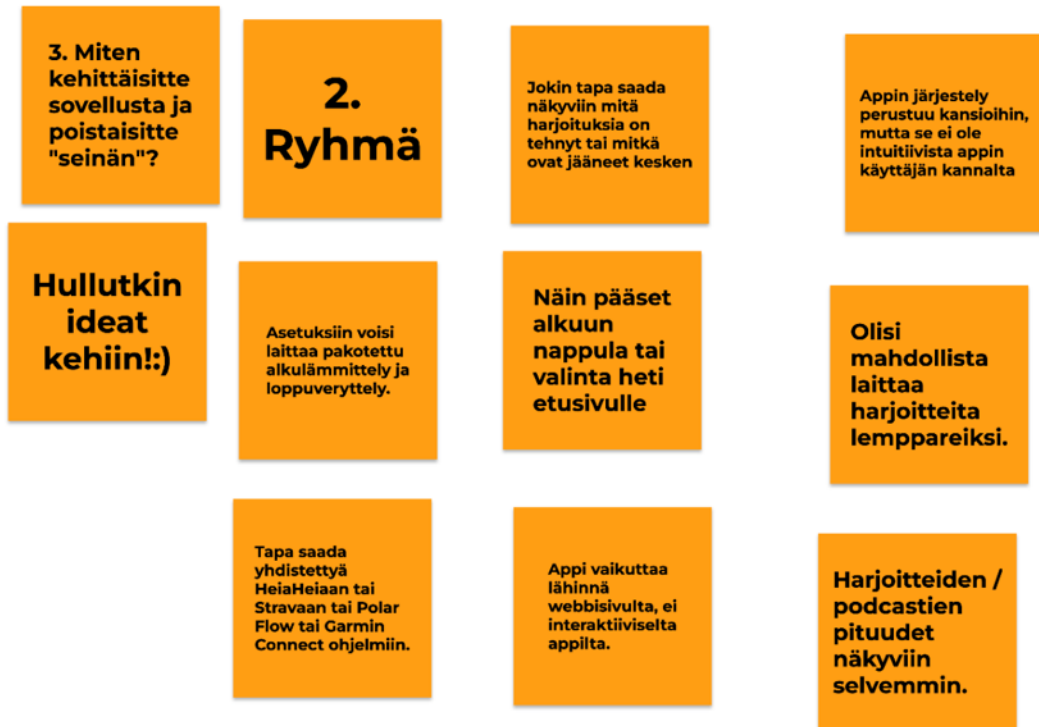 3. Miten
kehittäisitte
sovellusta ja
poistaisitte
"seinän"?
2.
Ryhmä
Jokin tapa saada
näkyviin mitä
harjoituksia on
tehnyt tai mitkä
ovat jääneet kesken
Appin järjestely
perustuu kansioihin,
mutta se ei ole
intuitiivista appin
käyttäjän kannalta
Hullutkin
ideat
kehiin!:)
Asetuksiin voisi
laittaa pakotettu
alkulämmittely ja
loppuveryttely.
Näin pääset
alkuun
nappula tai
valinta heti
etusivulle
Olisi
mahdollista
laittaa
harjoitteita
lemppareiksi.
Tapa saada
yhdistettyä
HeiaHeiaan tai
Stravaan tai Polar
Flow tai Garmin
Connect ohjelmiin.
Appi vaikuttaa
lähinnä
webbisivulta, ei
interaktiiviselta
appilta.
Harjoitteiden /
podcastien
pituudet
näkyviin
selvemmin.